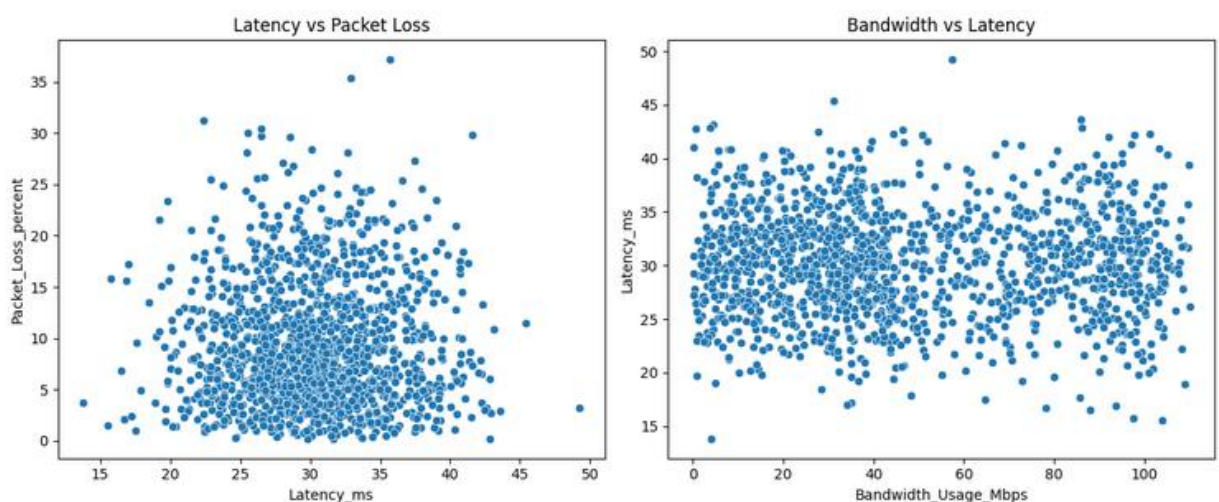 Latency vs Packet Loss
Packet_Loss_percent
35
30
25
20
15
10
5
0
15 20 25 30 35 40 45 50
Latency_ms
Bandwidth vs Latency
Latency_ms
50
45
40
35
30
25
20
15
0 20 40 60 80 100
Bandwidth_Usage_Mbps